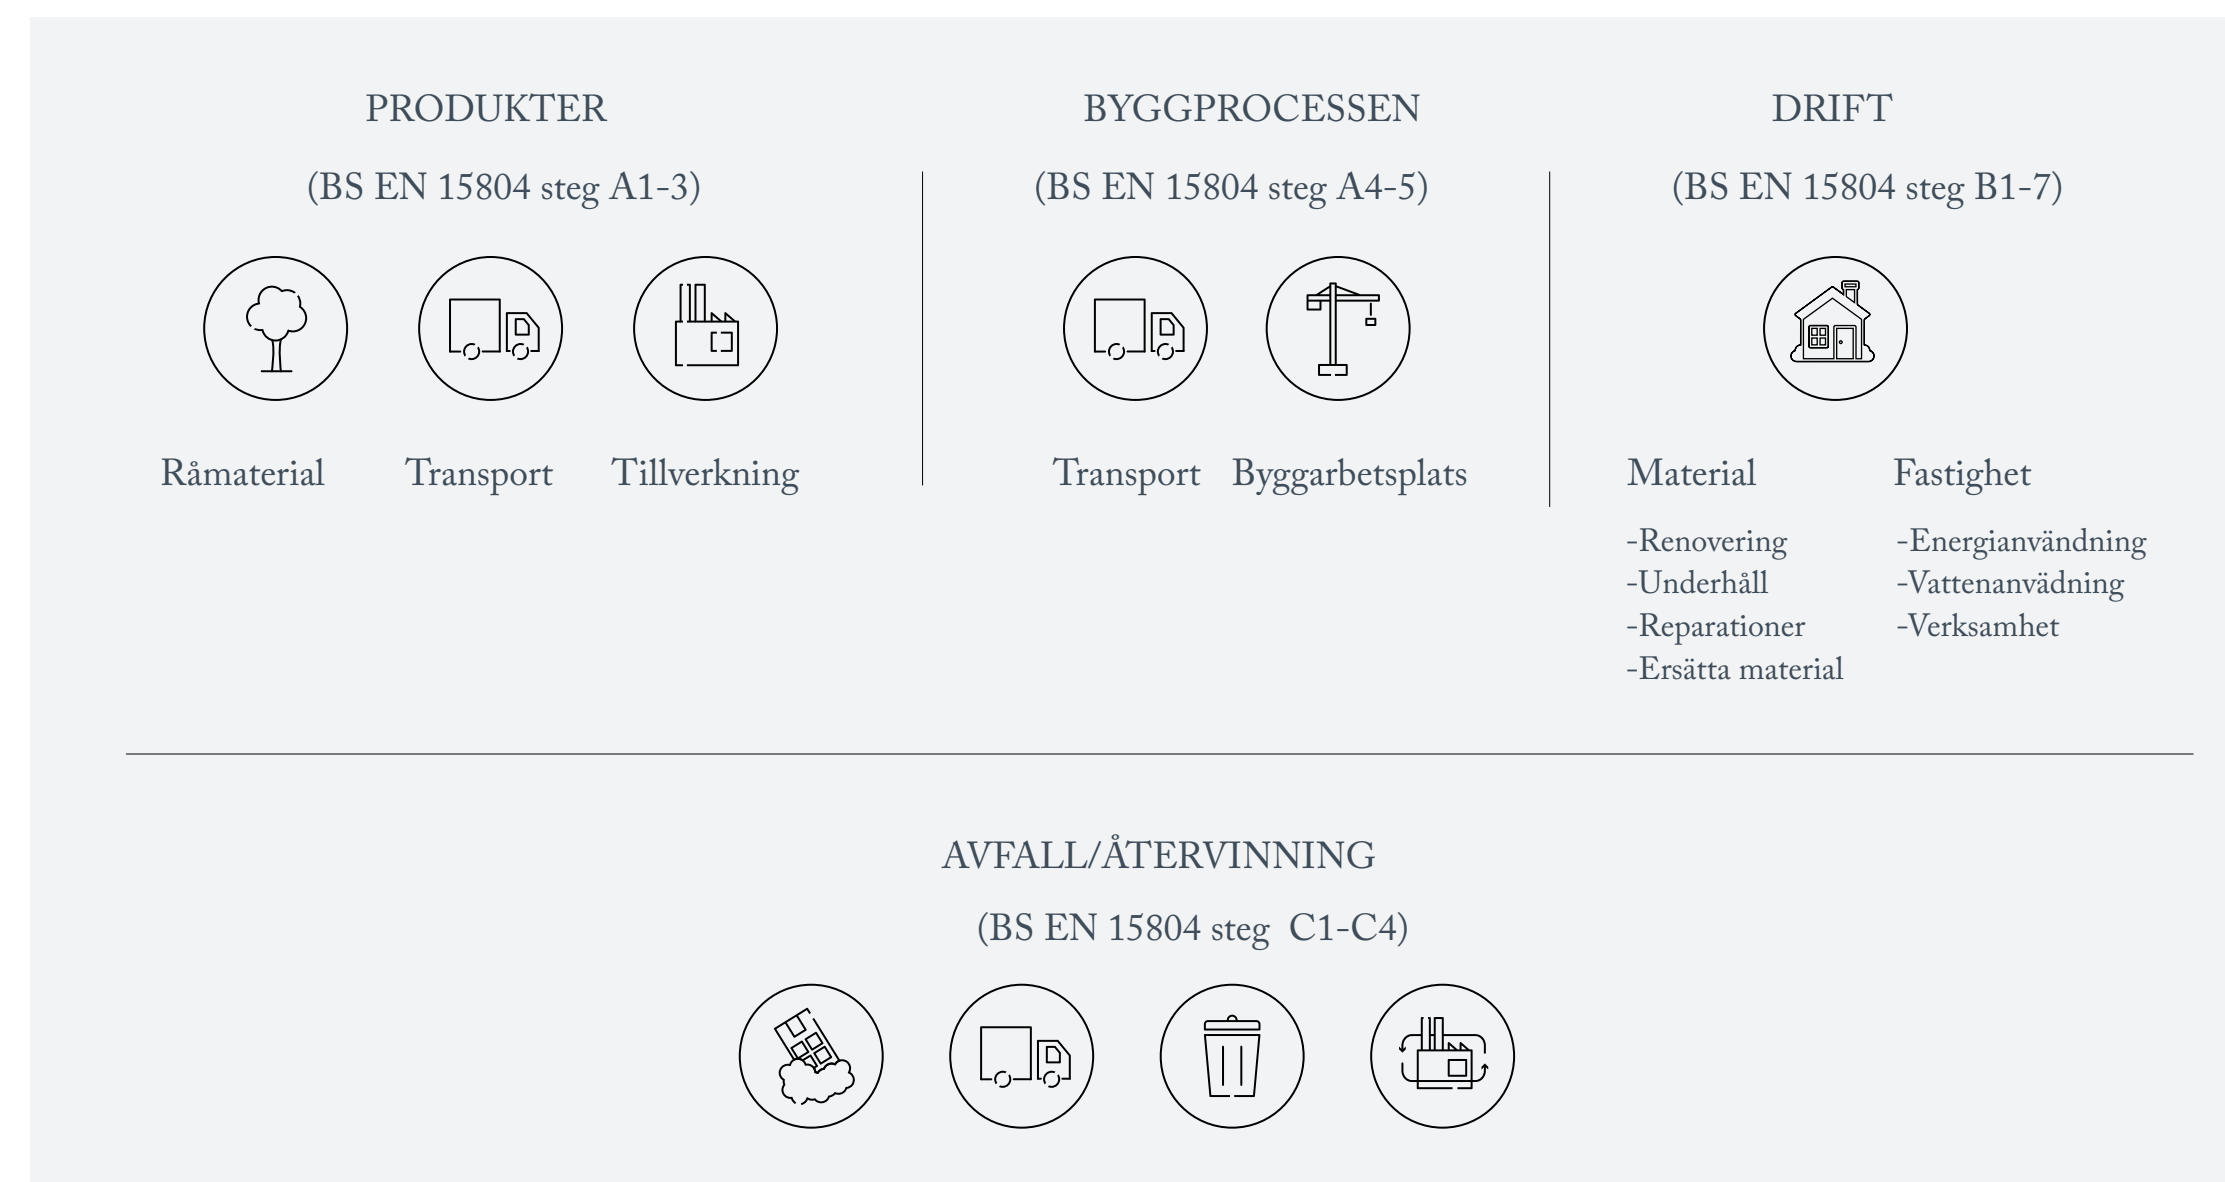 PRODUKTER
(BS EN 15804 steg A1-3)
Råmaterial
Transport
Tillverkning
BYGGPROCESSEN
(BS EN 15804 steg A4-5)
Transport
Byggarbetsplats
DRIFT
(BS EN 15804 steg B1-7)
Material
-Renovering
-Underhåll
-Reparationer
-Ersätta material
Fastighet
-Energianvändning
-Vattenanvädning
-Verksamhet
AVFALL/ÅTERVINNING
(BS EN 15804 steg  C1-C4)